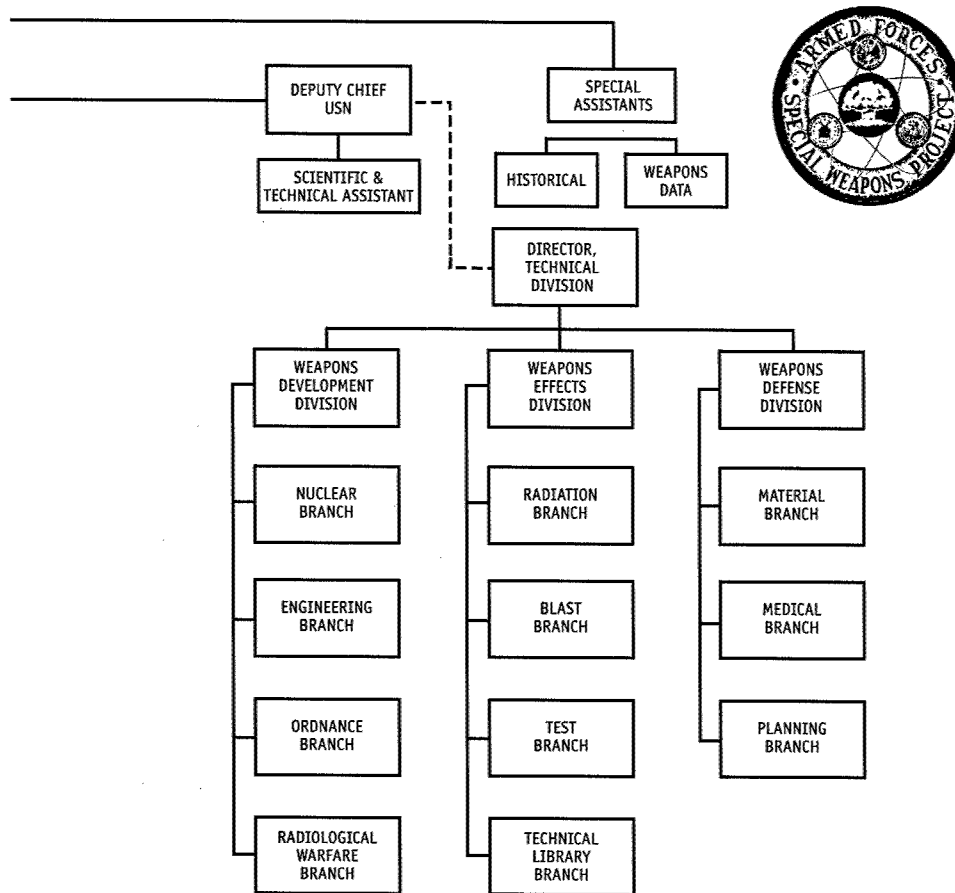 ARMED FORCES
SPECIAL WEAPONS PROJECT
DEPUTY CHIEF
USN
SPECIAL
ASSISTANTS
SCIENTIFIC &
TECHNICAL ASSISTANT
HISTORICAL
WEAPONS
DATA
DIRECTOR,
TECHNICAL
DIVISION
WEAPONS
DEVELOPMENT
DIVISION
WEAPONS
EFFECTS
DIVISION
WEAPONS
DEFENSE
DIVISION
NUCLEAR
BRANCH
RADIATION
BRANCH
MATERIAL
BRANCH
ENGINEERING
BRANCH
BLAST
BRANCH
MEDICAL
BRANCH
ORDNANCE
BRANCH
TEST
BRANCH
PLANNING
BRANCH
RADIOLOGICAL
WARFARE
BRANCH
TECHNICAL
LIBRARY
BRANCH